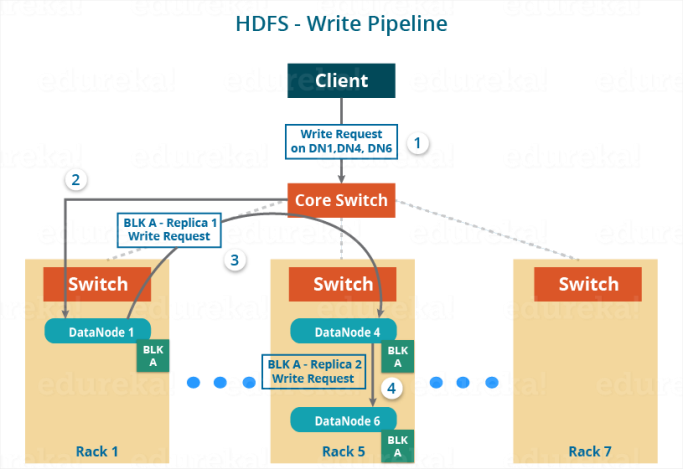 HDFS - Write Pipeline
edureka!
Client
Write Request
on DN1,DN4, DN6
1
2
Core Switch
BLK A - Replica 1
Write Request
3
Switch
Switch
Switch
DataNode 1
DataNode 4
BLK
A
BLK
A
BLK A - Replica 2
Write Request
4
DataNode 6
BLK
A
Rack 1
Rack 5
Rack 7